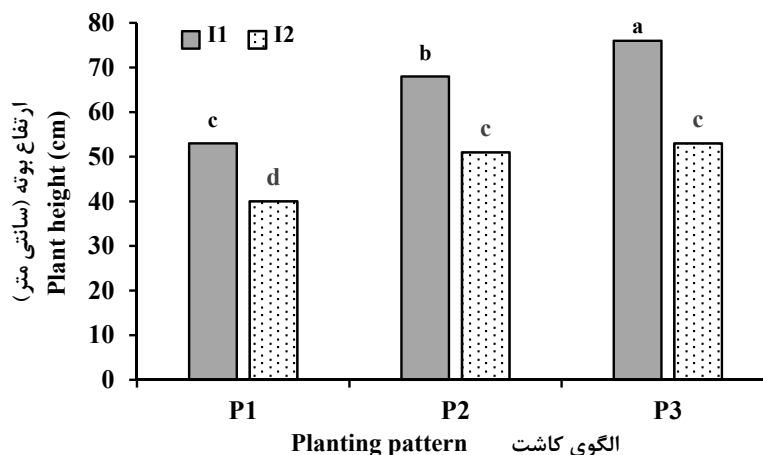 80
70
60
50
40
30
20
10
0
ارتفاع بوته (سانتی متر)
Plant height (cm)
I1 I2
c
d
b
c
a
c
P1 P2 P3
Planting pattern الگوی کاشت